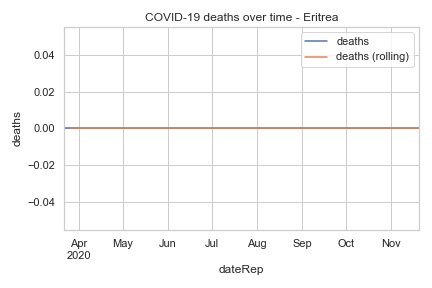 COVID-19 deaths over time - Eritrea
deaths
deaths (rolling)
0.04
0.02
0.00
−0.02
−0.04
deaths
Apr May Jun Jul Aug Sep Oct Nov
2020
dateRep